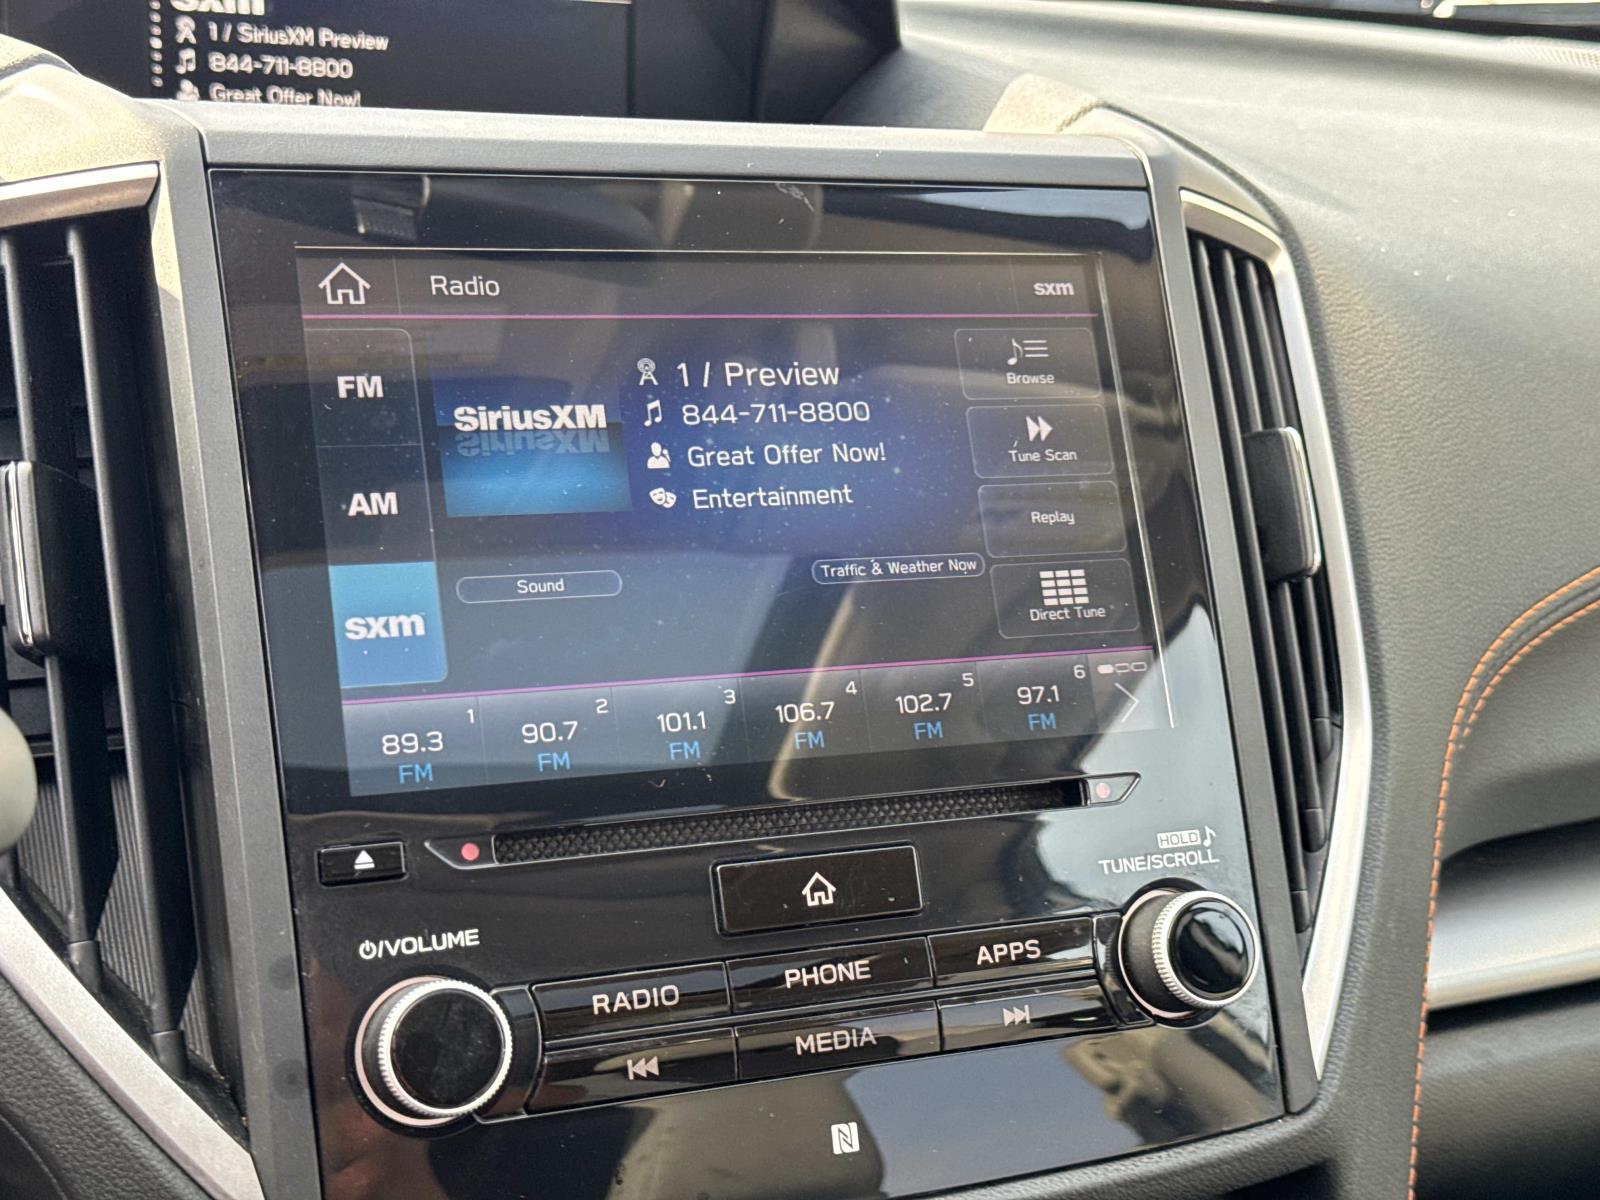 sxm
1 / SiriusXM Preview
844-711-8800
Great Offer Now!
Radio
sxm
FM
AM
sxm
SiriusXM
1 / Preview
844-711-8800
Great Offer Now!
Entertainment
Browse
Tune Scan
Replay
Direct Tune
Sound
Traffic & Weather Now
1 2 3 4 5 6
89.3 90.7 101.1 106.7 102.7 97.1
FM FM FM FM FM FM
HOLD
TUNE/SCROLL
/VOLUME
RADIO PHONE APPS
MEDIA
N